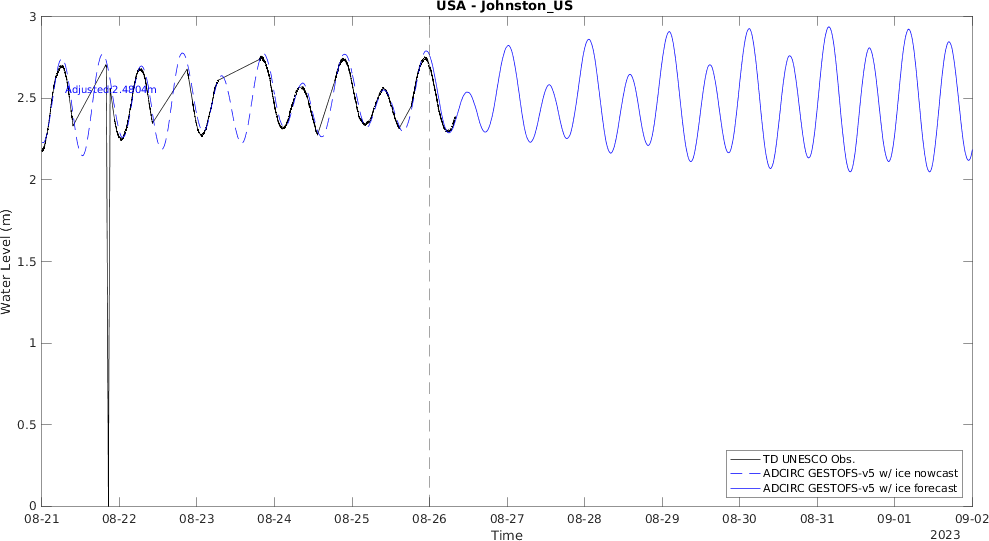 USA - Johnston_US
3
2.5
2
1.5
1
0.5
0
Water Level (m)
Adjusted 2.4804m
TD UNESCO Obs.
ADCIRC GESTOFS-v5 w/ ice nowcast
ADCIRC GESTOFS-v5 w/ ice forecast
08-21 08-22 08-23 08-24 08-25 08-26 08-27 08-28 08-29 08-30 08-31 09-01 09-02
Time
2023